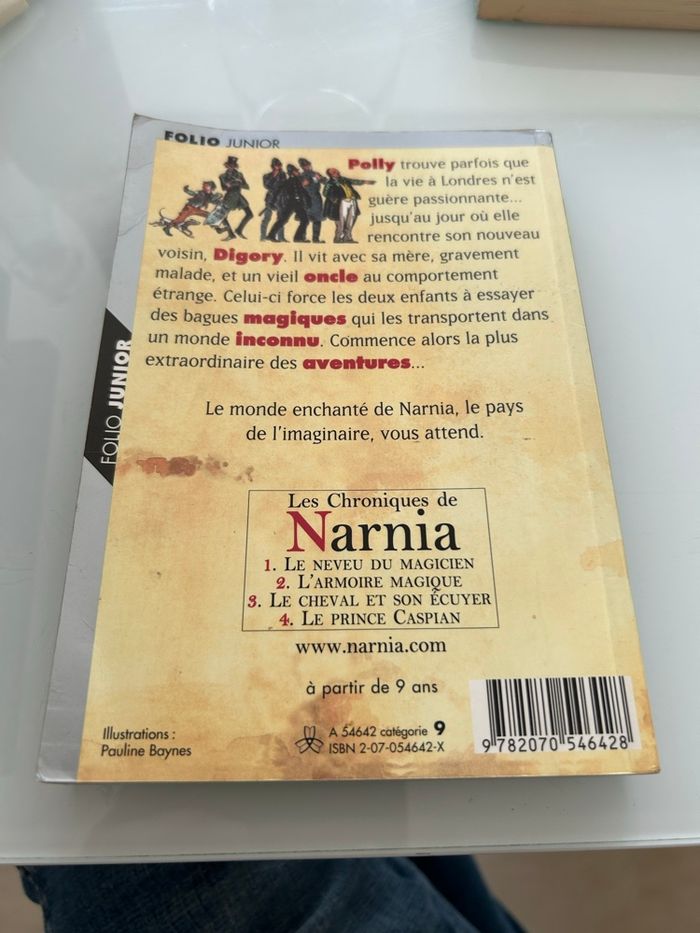 FOLIO JUNIOR
Polly trouve parfois que
la vie à Londres n'est
guère passionnante...
jusqu'au jour où elle
rencontre son nouveau
voisin, Digory. Il vit avec sa mère, gravement
malade, et un vieil oncle au comportement
étrange. Celui-ci force les deux enfants à essayer
des bagues magiques qui les transportent dans
un monde inconnu. Commence alors la plus
extraordinaire des aventures...
FOLIO JUNIOR
Le monde enchanté de Narnia, le pays
de l'imaginaire, vous attend.
Les Chroniques de
Narnia
1. LE NEVEU DU MAGICIEN
2. L'ARMOIRE MAGIQUE
3. LE CHEVAL ET SON ÉCUYER
4. LE PRINCE CASPIAN
www.narnia.com
à partir de 9 ans
Illustrations :
Pauline Baynes
A 54642 catégorie 9
ISBN 2-07-054642-X
9 782070 546428